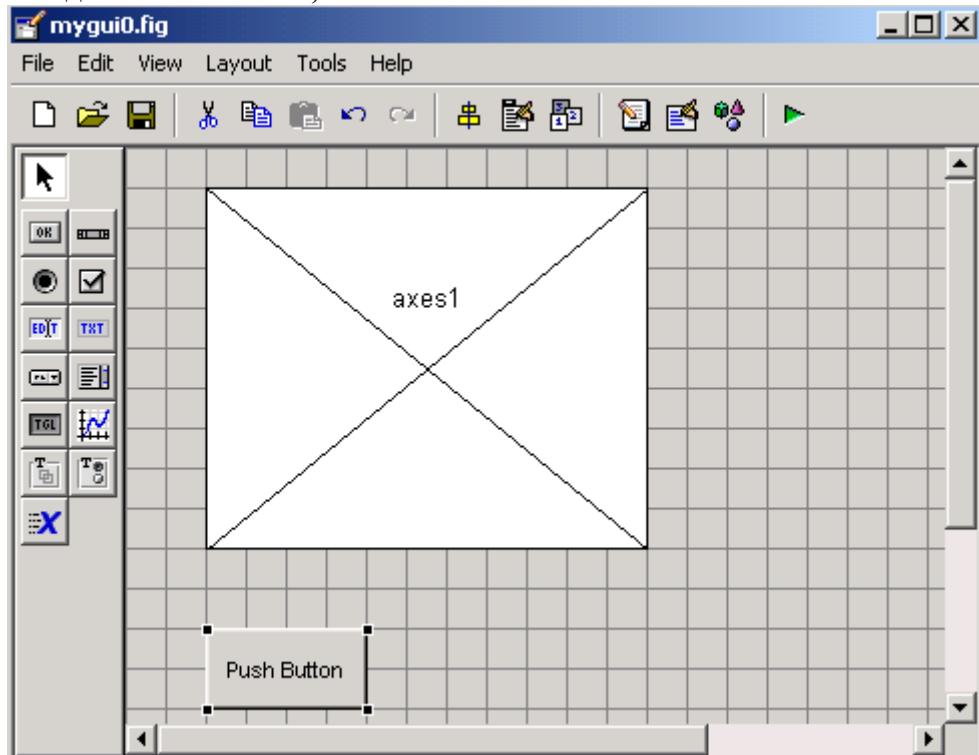 mygui0.fig
File Edit View Layout Tools Help
OK
EDIT TXT
TGL
axes1
Push Button